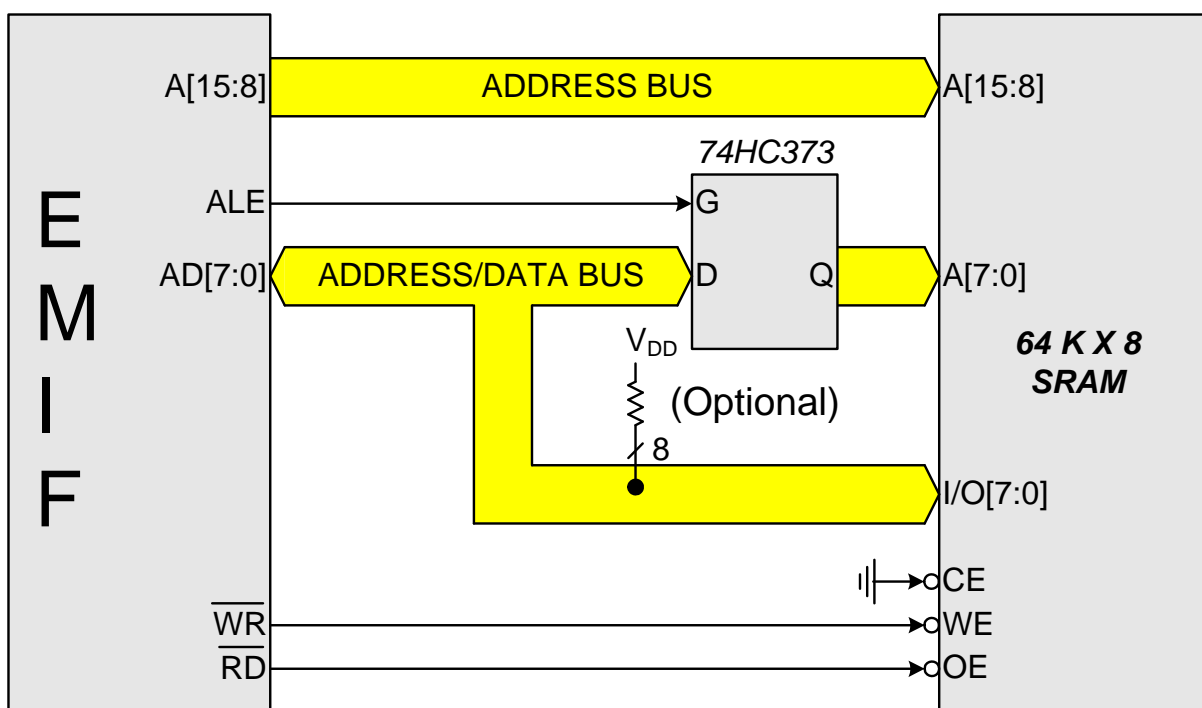 A[15:8] ADDRESS BUS A[15:8]
74HC373
ALE G
AD[7:0] ADDRESS/DATA BUS D Q A[7:0]
E
M
I
F
VDD
(Optional)
8
64 K X 8
SRAM
I/O[7:0]
CE
WR WE
RD OE